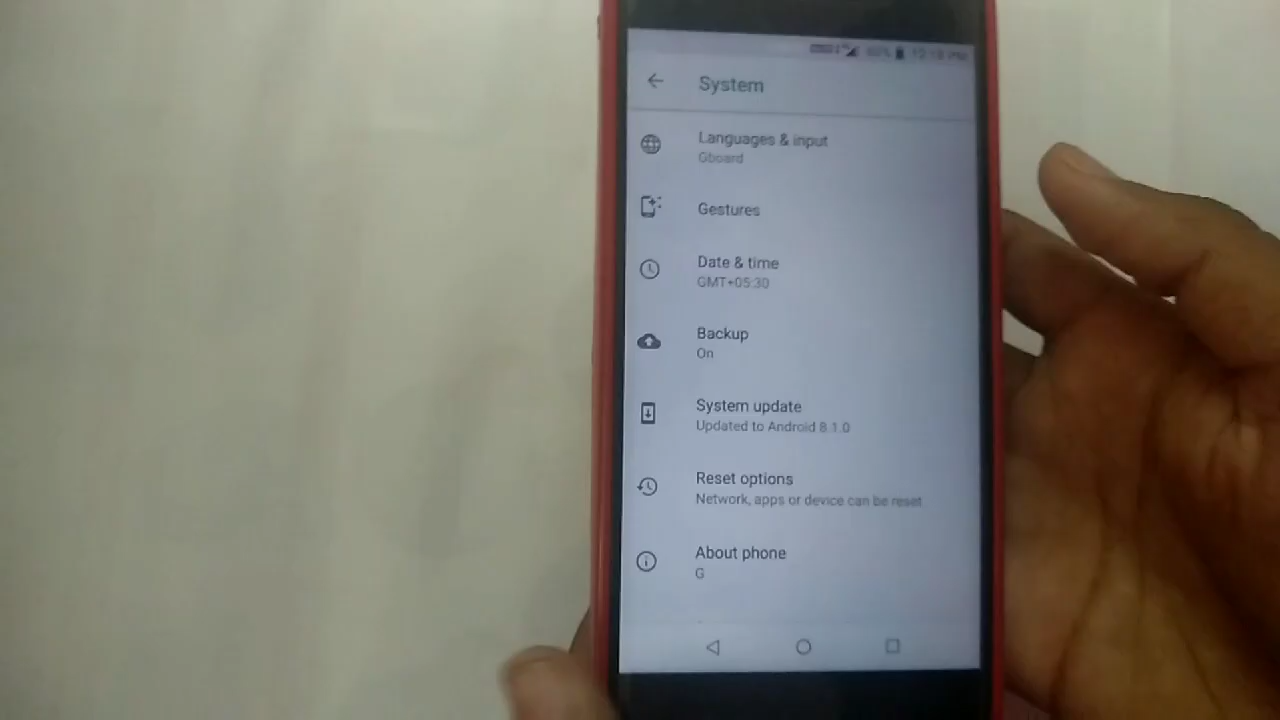 System
Languages & input
Gboard
Gestures
Date & time
GMT+05:30
Backup
On
System update
Updated to Android 8.1.0
Reset options
Network, apps or device can be reset
About phone
G